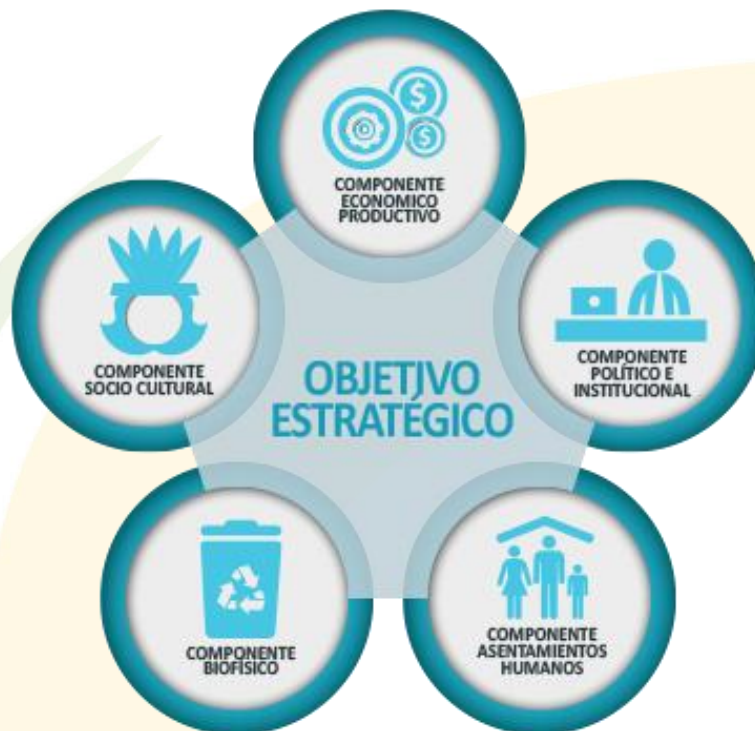 COMPONENTE
ECONOMICO
PRODUCTIVO
COMPONENTE
SOCIO CULTURAL
COMPONENTE
POLÍTICO E
INSTITUCIONAL
OBJETIVO
ESTRATÉGICO
COMPONENTE
BIOFÍSICO
COMPONENTE
ASENTAMIENTOS
HUMANOS